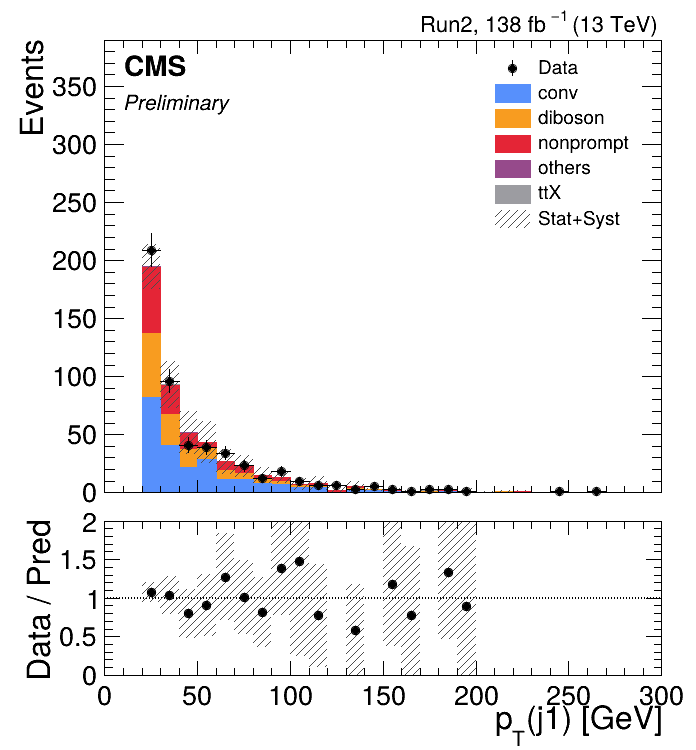 Run2, 138 fb⁻¹ (13 TeV)
CMS
Preliminary
Events
350
300
250
200
150
100
50
0
Data
conv
diboson
nonprompt
others
ttX
Stat+Syst
Data / Pred
2
1.5
1
0.5
0
0 50 100 150 200 250 300
p_T(j1) [GeV]